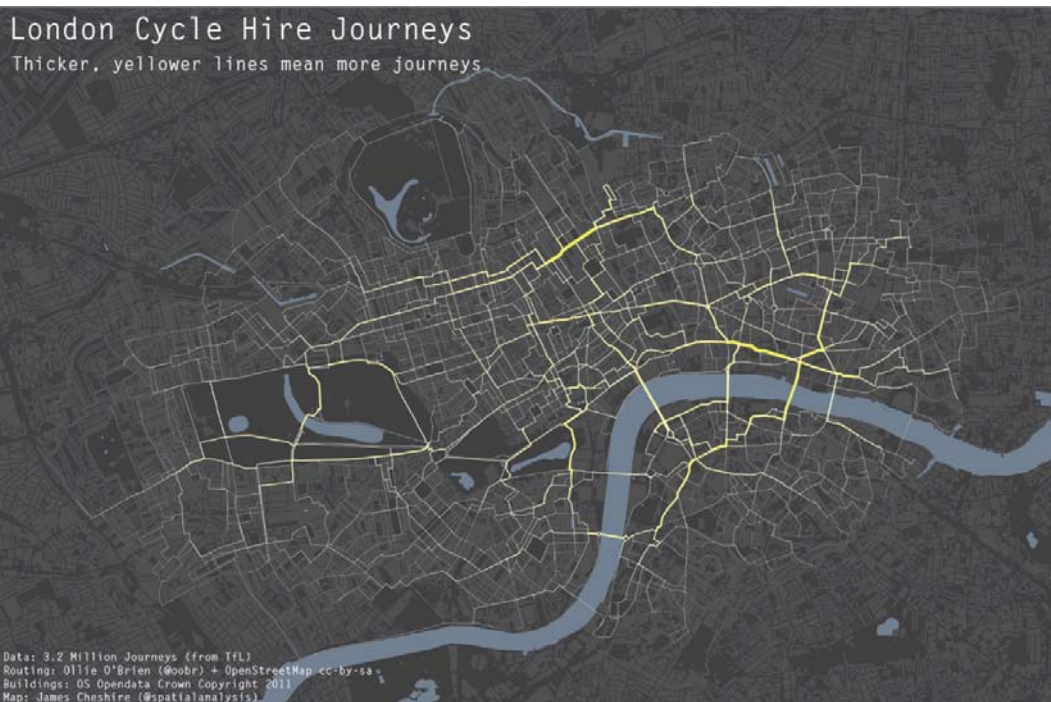 London Cycle Hire Journeys
Thicker, yellower lines mean more journeys
Data: 3.2 Million Journeys (from TfL)
Routing: Ollie O'Brien (@oobr) + OpenStreetMap cc-by-sa
Buildings: OS Opendata Crown Copyright 2011
Map: James Cheshire (@spatialanalysis)